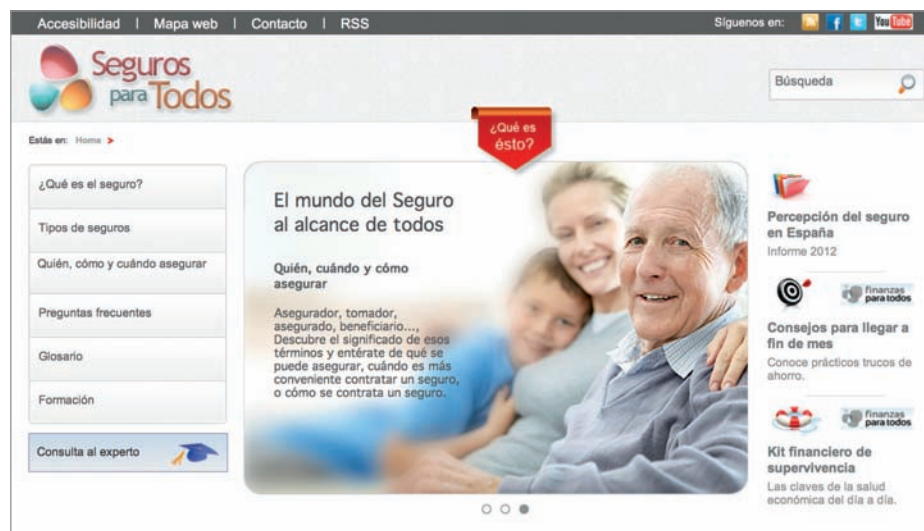 Accesibilidad | Mapa web | Contacto | RSS
Síguenos en:
You Tube
Seguros
para Todos
Búsqueda
Estás en: Home >
¿Qué es
ésto?
¿Qué es el seguro?
Tipos de seguros
Quién, cómo y cuándo asegurar
Preguntas frecuentes
Glosario
Formación
Consulta al experto
El mundo del Seguro
al alcance de todos
Quién, cuándo y cómo
asegurar
Asegurador, tomador,
asegurado, beneficiario...,
Descubre el significado de esos
términos y entérate de qué se
puede asegurar, cuándo es más
conveniente contratar un seguro,
o cómo se contrata un seguro.
Percepción del seguro
en España
Informe 2012
finanzas
para todos
Consejos para llegar a
fin de mes
Conoce prácticos trucos de
ahorro.
finanzas
para todos
Kit financiero de
supervivencia
Las claves de la salud
económica del día a día.